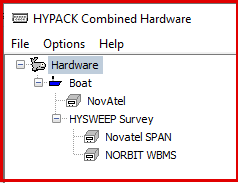 HYPACK Combined Hardware
File Options Help
Hardware
Boat
NovAtel
HYSWEEP Survey
Novatel SPAN
NORBIT WBMS